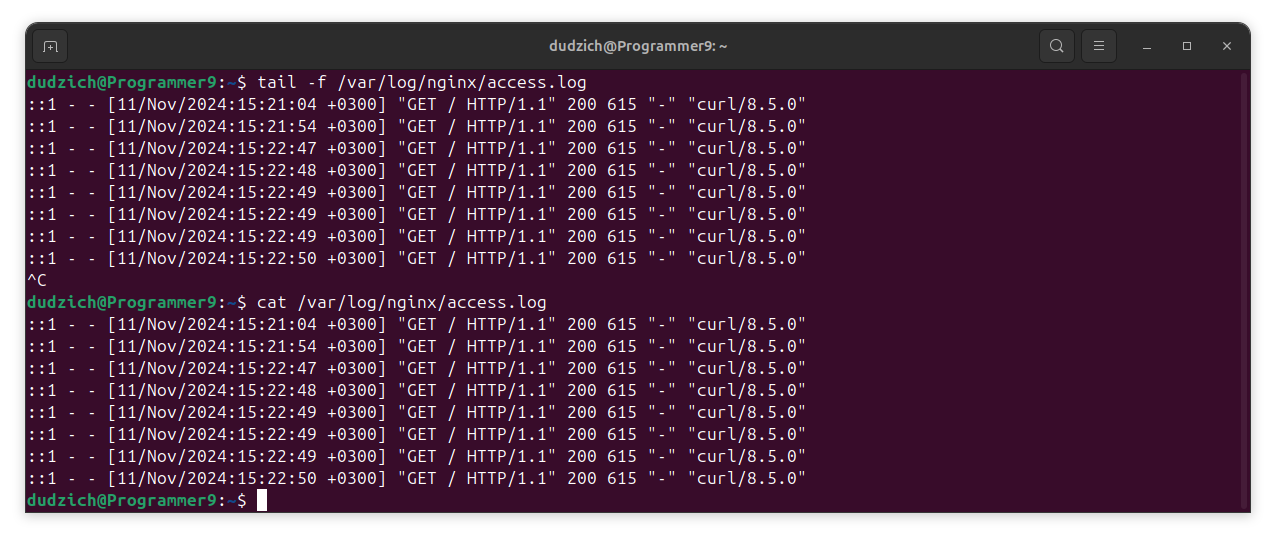 dudzich@Programmer9: ~
dudzich@Programmer9:~$ tail -f /var/log/nginx/access.log
::1 - - [11/Nov/2024:15:21:04 +0300] "GET / HTTP/1.1" 200 615 "-" "curl/8.5.0"
::1 - - [11/Nov/2024:15:21:54 +0300] "GET / HTTP/1.1" 200 615 "-" "curl/8.5.0"
::1 - - [11/Nov/2024:15:22:47 +0300] "GET / HTTP/1.1" 200 615 "-" "curl/8.5.0"
::1 - - [11/Nov/2024:15:22:48 +0300] "GET / HTTP/1.1" 200 615 "-" "curl/8.5.0"
::1 - - [11/Nov/2024:15:22:49 +0300] "GET / HTTP/1.1" 200 615 "-" "curl/8.5.0"
::1 - - [11/Nov/2024:15:22:49 +0300] "GET / HTTP/1.1" 200 615 "-" "curl/8.5.0"
::1 - - [11/Nov/2024:15:22:49 +0300] "GET / HTTP/1.1" 200 615 "-" "curl/8.5.0"
::1 - - [11/Nov/2024:15:22:50 +0300] "GET / HTTP/1.1" 200 615 "-" "curl/8.5.0"
^C
dudzich@Programmer9:~$ cat /var/log/nginx/access.log
::1 - - [11/Nov/2024:15:21:04 +0300] "GET / HTTP/1.1" 200 615 "-" "curl/8.5.0"
::1 - - [11/Nov/2024:15:21:54 +0300] "GET / HTTP/1.1" 200 615 "-" "curl/8.5.0"
::1 - - [11/Nov/2024:15:22:47 +0300] "GET / HTTP/1.1" 200 615 "-" "curl/8.5.0"
::1 - - [11/Nov/2024:15:22:48 +0300] "GET / HTTP/1.1" 200 615 "-" "curl/8.5.0"
::1 - - [11/Nov/2024:15:22:49 +0300] "GET / HTTP/1.1" 200 615 "-" "curl/8.5.0"
::1 - - [11/Nov/2024:15:22:49 +0300] "GET / HTTP/1.1" 200 615 "-" "curl/8.5.0"
::1 - - [11/Nov/2024:15:22:49 +0300] "GET / HTTP/1.1" 200 615 "-" "curl/8.5.0"
::1 - - [11/Nov/2024:15:22:50 +0300] "GET / HTTP/1.1" 200 615 "-" "curl/8.5.0"
dudzich@Programmer9:~$